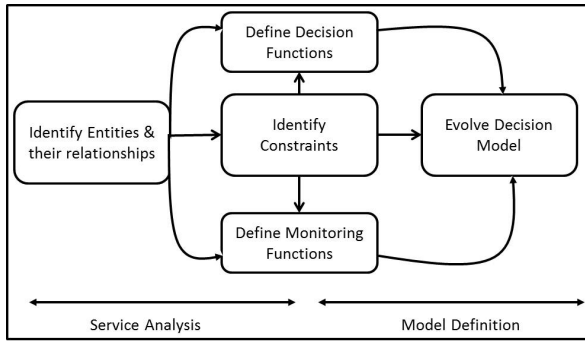 Define Decision
Functions
Identify Entities &
their relationships
Identify
Constraints
Evolve Decision
Model
Define Monitoring
Functions
Service Analysis
Model Definition